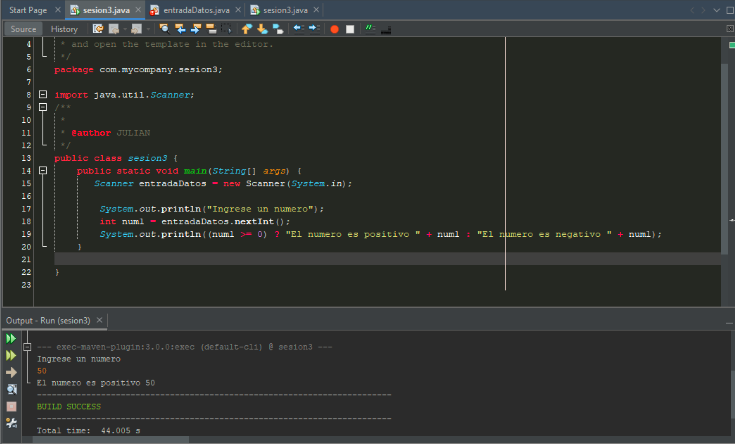 Start Page sesion3.java entradaDatos.java sesion3.java
Source History
4 * and open the template in the editor.
5 */
6 package com.mycompany.sesion3;
7
8 import java.util.Scanner;
9 /**
10 *
11 * @author JULIAN
12 */
13 public class sesion3 {
14 public static void main(String[] args) {
15 Scanner entradaDatos = new Scanner(System.in);
16
17 System.out.println("Ingrese un numero");
18 int num1 = entradaDatos.nextInt();
19 System.out.println((num1 >= 0) ? "El numero es positivo " + num1 : "El numero es negativo " + num1);
20 }
21
22 }
23
Output - Run (sesion3)
--- exec-maven-plugin:3.0.0:exec (default-cli) @ sesion3 ---
Ingrese un numero
50
El numero es positivo 50
------------------------------------------------------------------------
BUILD SUCCESS
------------------------------------------------------------------------
Total time: 44.005 s